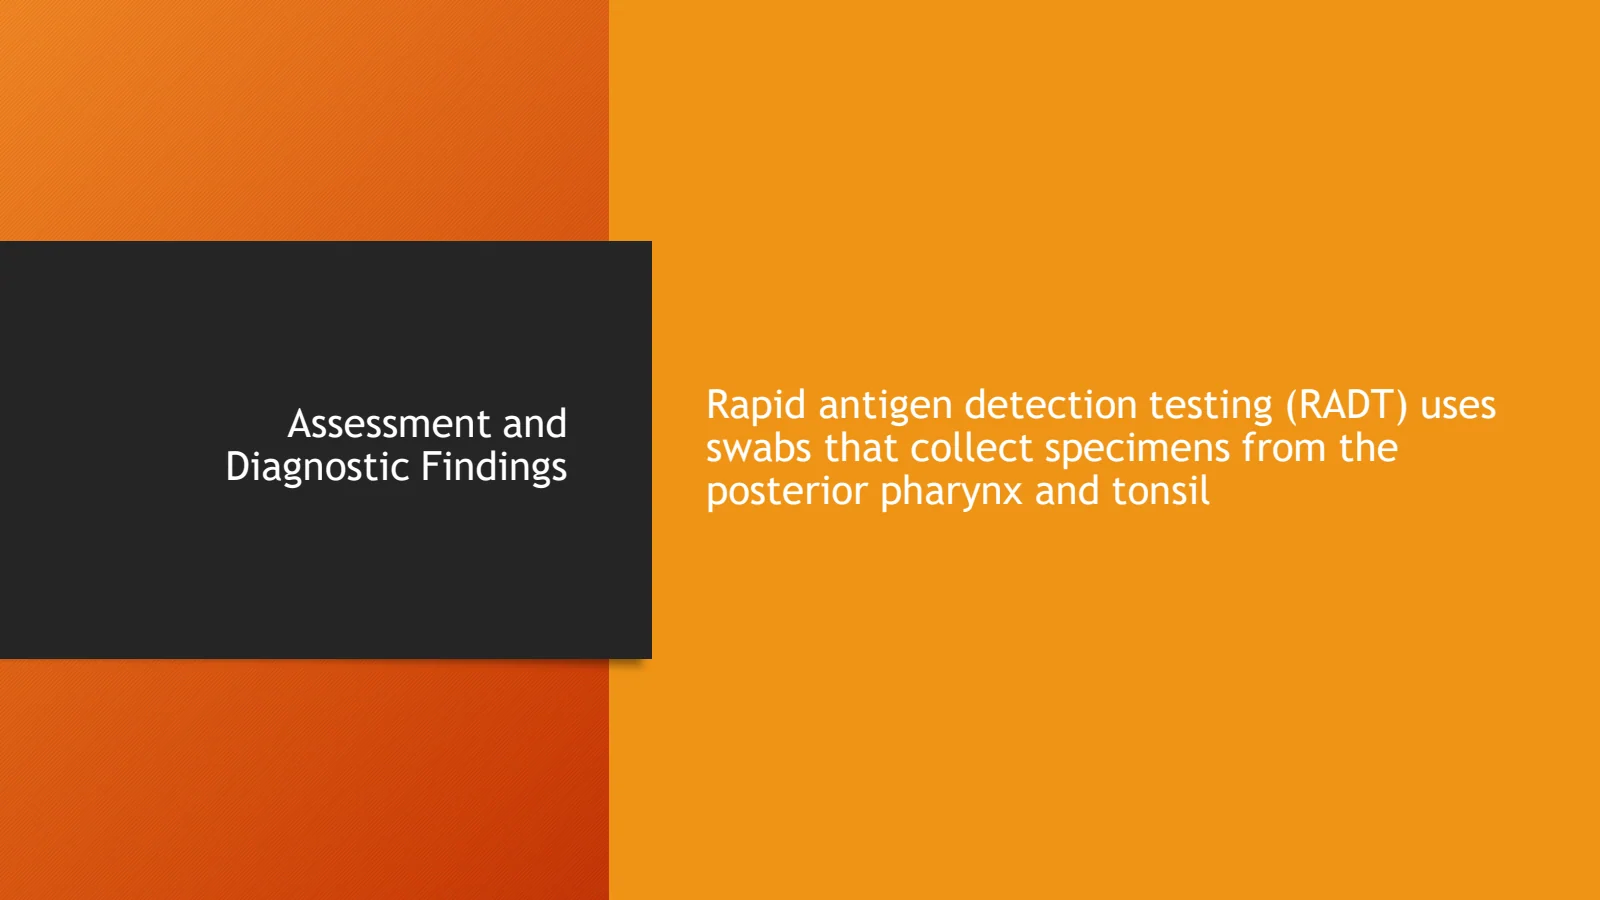 Assessment and
Diagnostic Findings
Rapid antigen detection testing (RADT) uses
swabs that collect specimens from the
posterior pharynx and tonsil